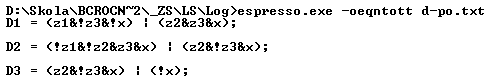 D:\Skola\BCROCN~2\_ZS\LS\Log>espresso.exe -oeqntott d-po.txt
D1 = (z1&!z3&!x) | (z2&z3&x);
D2 = (!z1&!z2&z3&x) | (z2&!z3&x);
D3 = (z2&!z3&x) | (!x);